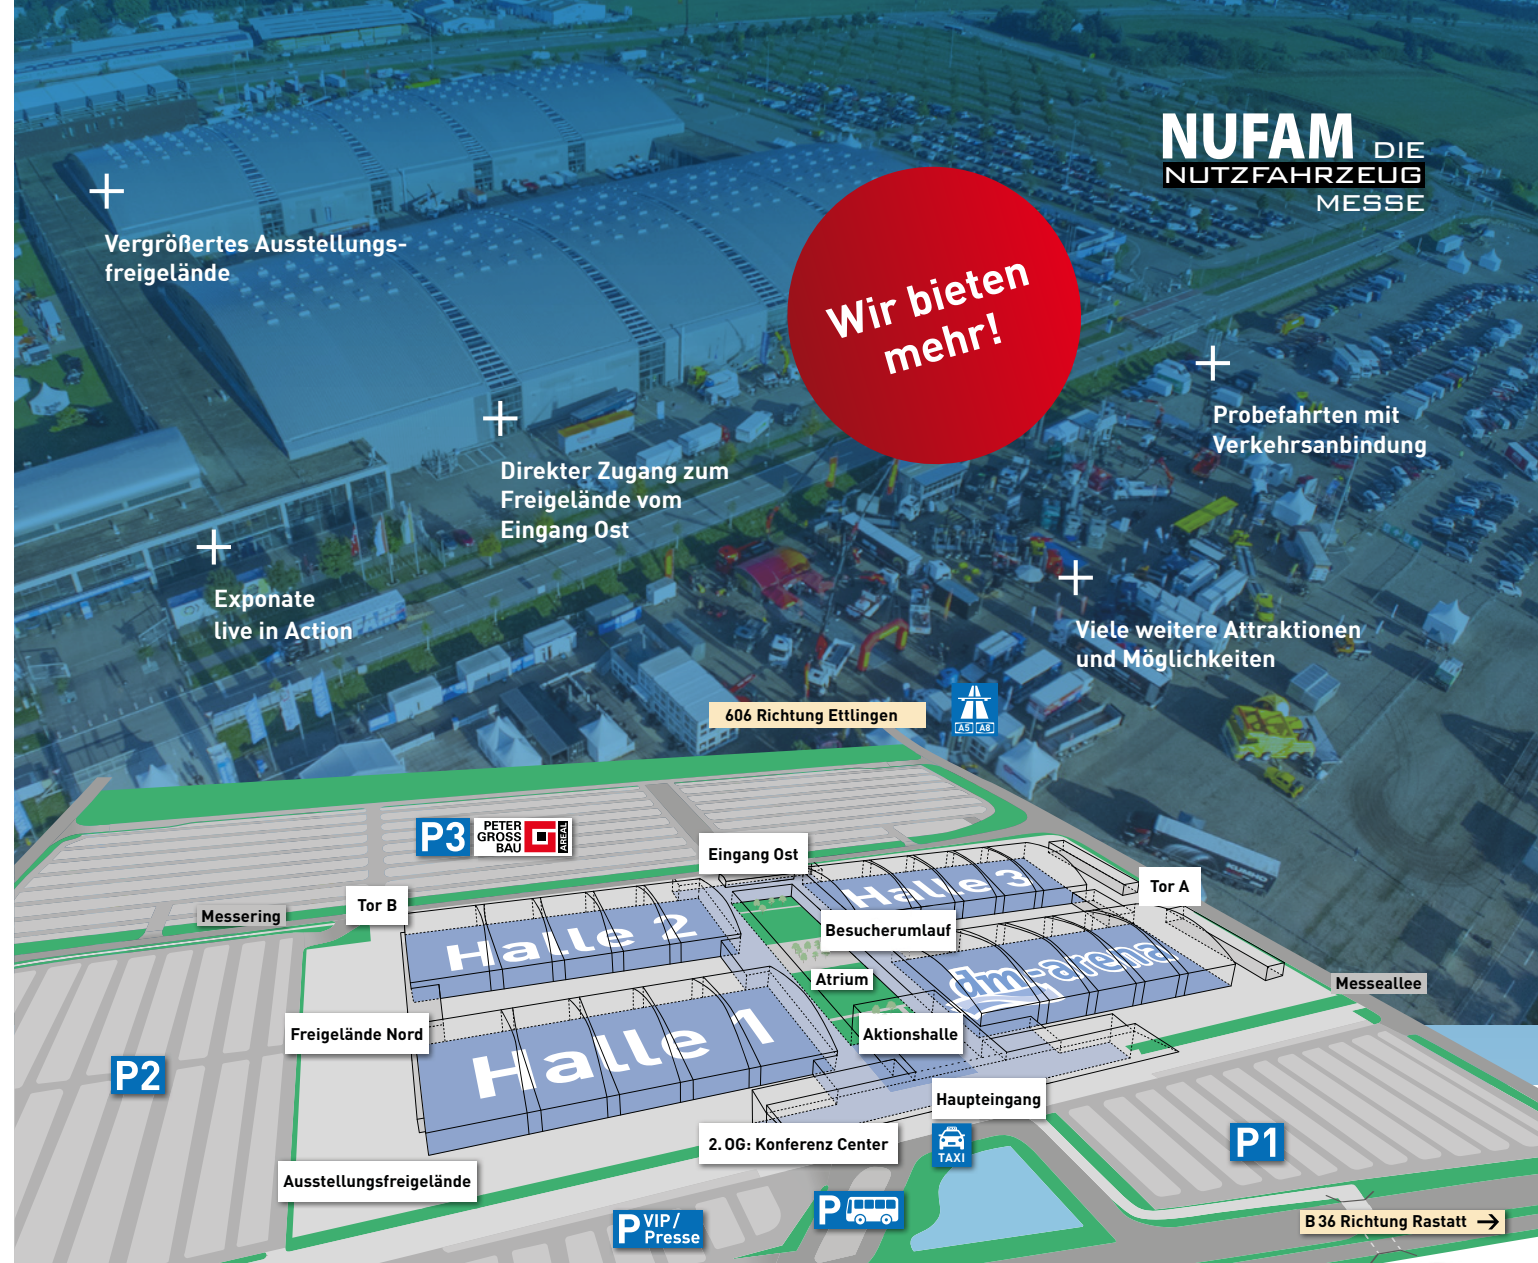 NUFAM DIE
NUTZFAHRZEUG
MESSE
Vergrößertes Ausstellungs-
freigelände
Wir bieten
mehr!
Probefahrten mit
Verkehrsanbindung
Direkter Zugang zum
Freigelände vom
Eingang Ost
Exponate
live in Action
Viele weitere Attraktionen
und Möglichkeiten
606 Richtung Ettlingen
A5 A8
P3
PETER
GROSS
BAU
AREAL
Eingang Ost
Halle 3
Tor A
Tor B
Messering
Halle 2
Besucherumlauf
dm-arena
Atrium
Messeallee
Freigelände Nord
Halle 1
Aktionshalle
P2
Haupteingang
2. OG: Konferenz Center
TAXI
P1
Ausstellungsfreigelände
P
P VIP/
Presse
B 36 Richtung Rastatt →